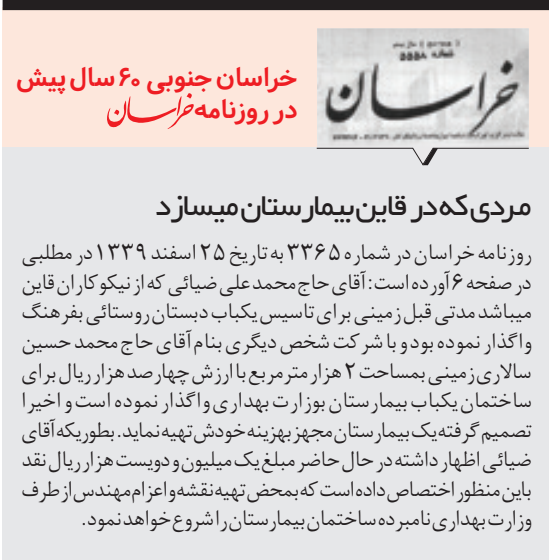 خراسان جنوبی ۶۰ سال پیش
در روزنامه خراسان
خراسان
مردی که در قاین بیمارستان میسازد
روزنامه خراسان در شماره ۳۳۶۵ به تاریخ ۲۵ اسفند ۱۳۳۹ در مطلبی
در صفحه ۶ آورده است: آقای حاج محمدعلی ضیائی که از نیکوکاران قاین
میباشد مدتی قبل زمینی برای تاسیس یکباب دبستان روستائی بفرهنگ
واگذار نموده بود و با شرکت شخص دیگری بنام آقای حاج محمد حسین
سالاری زمینی بمساحت ۲ هزار متر مربع با ارزش چهارصد هزار ریال برای
ساختمان یکباب بیمارستان بوزارت بهداری واگذار نموده است و اخیرا
تصمیم گرفته یک بیمارستان مجهز بهزینه خودش تهیه نماید. بطوریکه آقای
ضیائی اظهار داشته در حال حاضر مبلغ یک میلیون و دویست هزار ریال نقد
باین منظور اختصاص داده است که بمحض تهیه نقشه و اعزام مهندس از طرف
وزارت بهداری نامبرده ساختمان بیمارستان را شروع خواهد نمود.